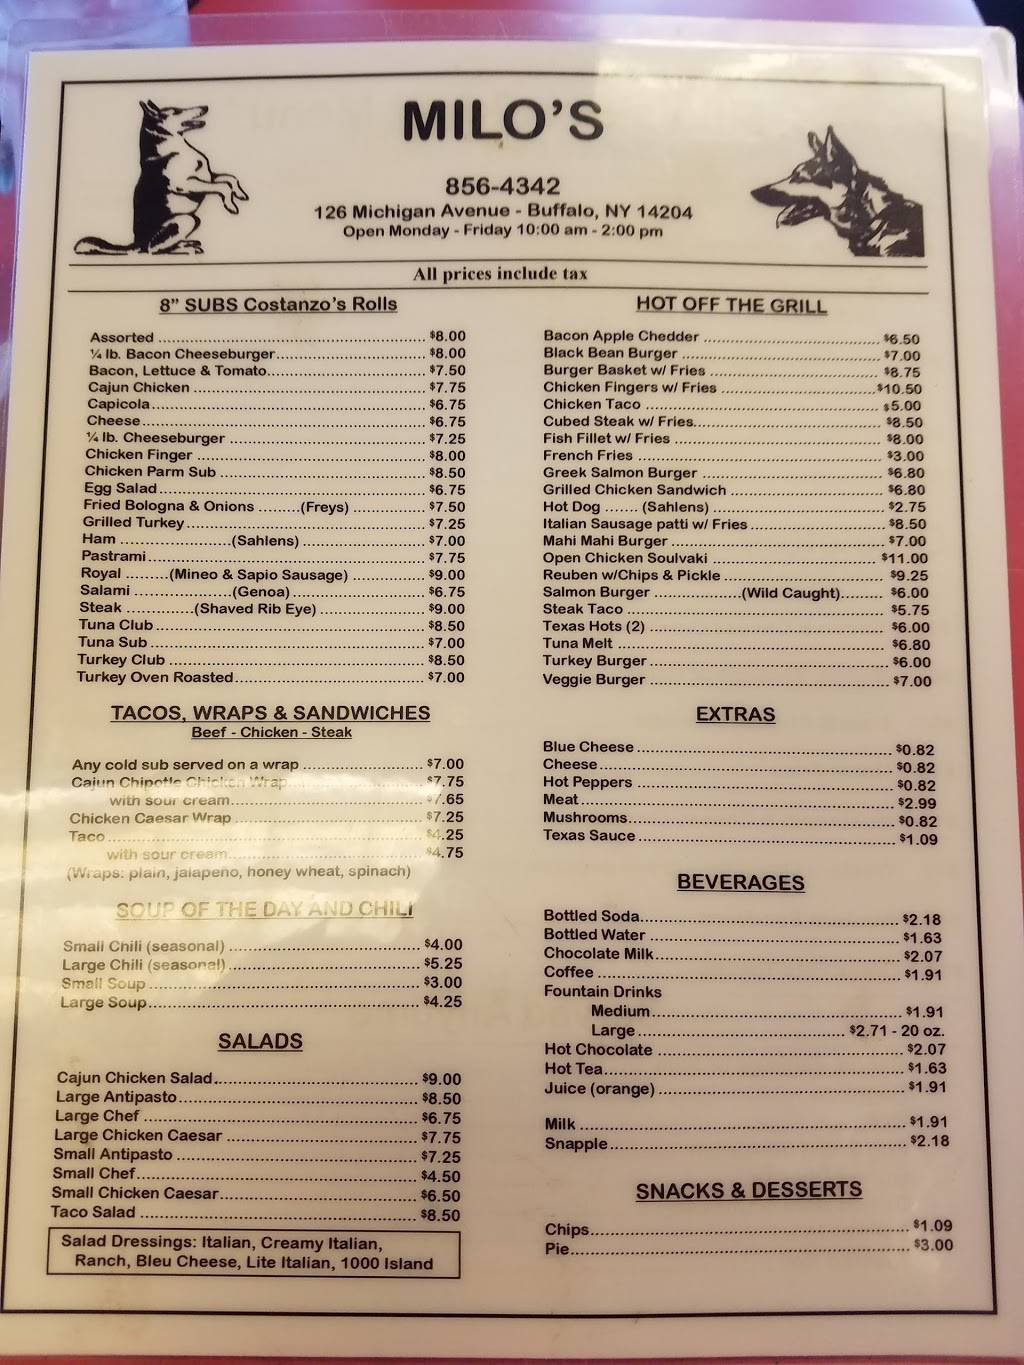 MILO'S
856-4342
126 Michigan Avenue - Buffalo, NY 14204
Open Monday - Friday 10:00 am - 2:00 pm
All prices include tax
8” SUBS Costanzo's Rolls
Assorted $8.00
¼ lb. Bacon Cheeseburger $8.00
Bacon, Lettuce & Tomato $7.50
Cajun Chicken $7.75
Capicola $6.75
Cheese $6.75
¼ lb. Cheeseburger $7.25
Chicken Finger $8.00
Chicken Parm Sub $8.50
Egg Salad $6.75
Fried Bologna & Onions (Freys) $7.50
Grilled Turkey $7.25
Ham (Sahlens) $7.00
Pastrami $7.75
Royal (Mineo & Sapio Sausage) $9.00
Salami (Genoa) $6.75
Steak (Shaved Rib Eye) $9.00
Tuna Club $8.50
Tuna Sub $7.00
Turkey Club $8.50
Turkey Oven Roasted $7.00
TACOS, WRAPS & SANDWICHES
Beef - Chicken - Steak
Any cold sub served on a wrap $7.00
Cajun Chipotle Chicken Wrap $7.75
with sour cream $7.65
Chicken Caesar Wrap $7.25
Taco $4.25
with sour cream $4.75
(Wraps: plain, jalapeno, honey wheat, spinach)
SOUP OF THE DAY AND CHILI
Small Chili (seasonal) $4.00
Large Chili (seasonal) $5.25
Small Soup $3.00
Large Soup $4.25
SALADS
Cajun Chicken Salad $9.00
Large Antipasto $8.50
Large Chef $6.75
Large Chicken Caesar $7.75
Small Antipasto $7.25
Small Chef $4.50
Small Chicken Caesar $6.50
Taco Salad $8.50
Salad Dressings: Italian, Creamy Italian,
Ranch, Bleu Cheese, Lite Italian, 1000 Island
HOT OFF THE GRILL
Bacon Apple Chedder $6.50
Black Bean Burger $7.00
Burger Basket w/ Fries $8.75
Chicken Fingers w/ Fries $10.50
Chicken Taco $5.00
Cubed Steak w/ Fries $8.50
Fish Fillet w/ Fries $8.00
French Fries $3.00
Greek Salmon Burger $6.80
Grilled Chicken Sandwich $6.80
Hot Dog (Sahlens) $2.75
Italian Sausage patti w/ Fries $8.50
Mahi Mahi Burger $7.00
Open Chicken Soulvaki $11.00
Reuben w/Chips & Pickle $9.25
Salmon Burger (Wild Caught) $6.00
Steak Taco $5.75
Texas Hots (2) $6.00
Tuna Melt $6.80
Turkey Burger $6.00
Veggie Burger $7.00
EXTRAS
Blue Cheese $0.82
Cheese $0.82
Hot Peppers $0.82
Meat $2.99
Mushrooms $0.82
Texas Sauce $1.09
BEVERAGES
Bottled Soda $2.18
Bottled Water $1.63
Chocolate Milk $2.07
Coffee $1.91
Fountain Drinks
Medium $1.91
Large $2.71 - 20 oz.
Hot Chocolate $2.07
Hot Tea $1.63
Juice (orange) $1.91
Milk $1.91
Snapple $2.18
SNACKS & DESSERTS
Chips $1.09
Pie $3.00